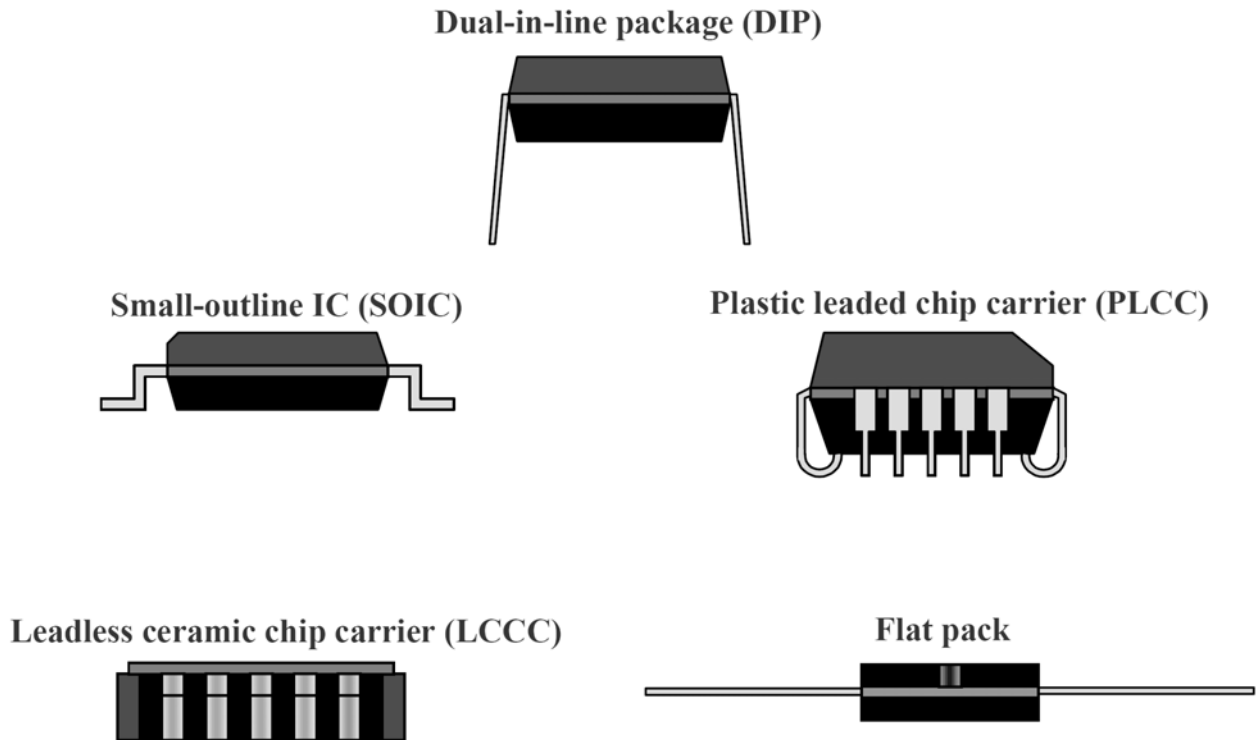 Dual-in-line package (DIP)
Small-outline IC (SOIC)
Plastic leaded chip carrier (PLCC)
Leadless ceramic chip carrier (LCCC)
Flat pack